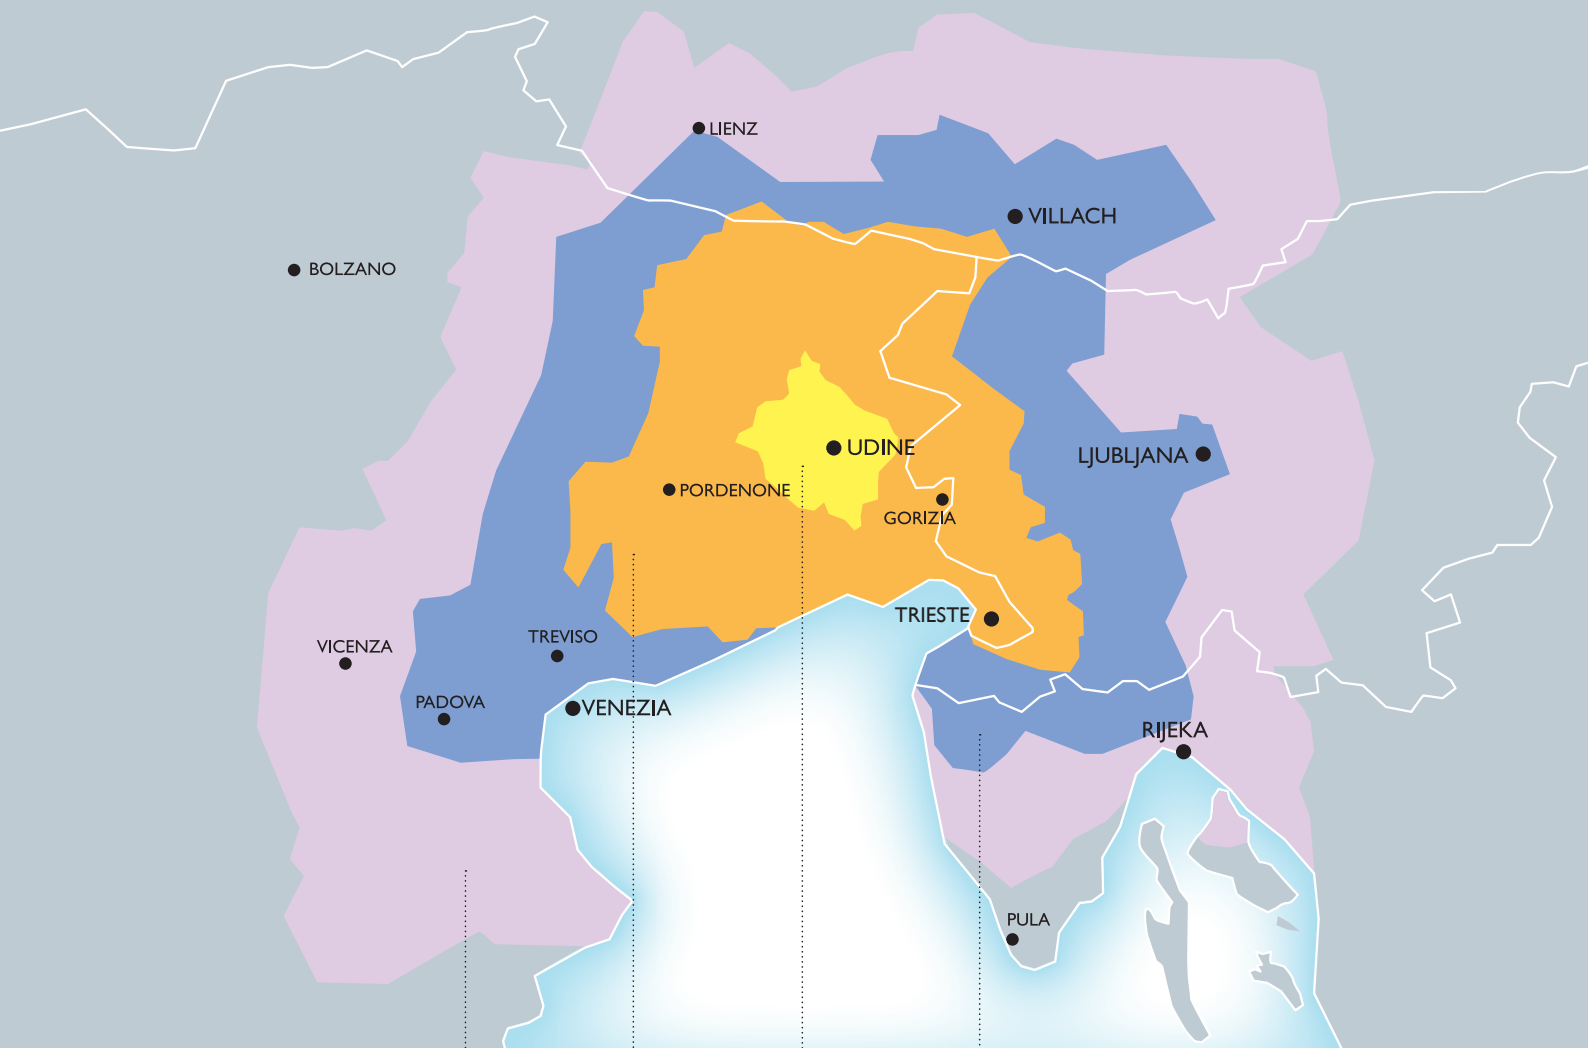 LIENZ
VILLACH
BOLZANO
UDINE
LJUBLJANA
PORDENONE
GORIZIA
TRIESTE
TREVISO
VICENZA
PADOVA
VENEZIA
RIJEKA
PULA